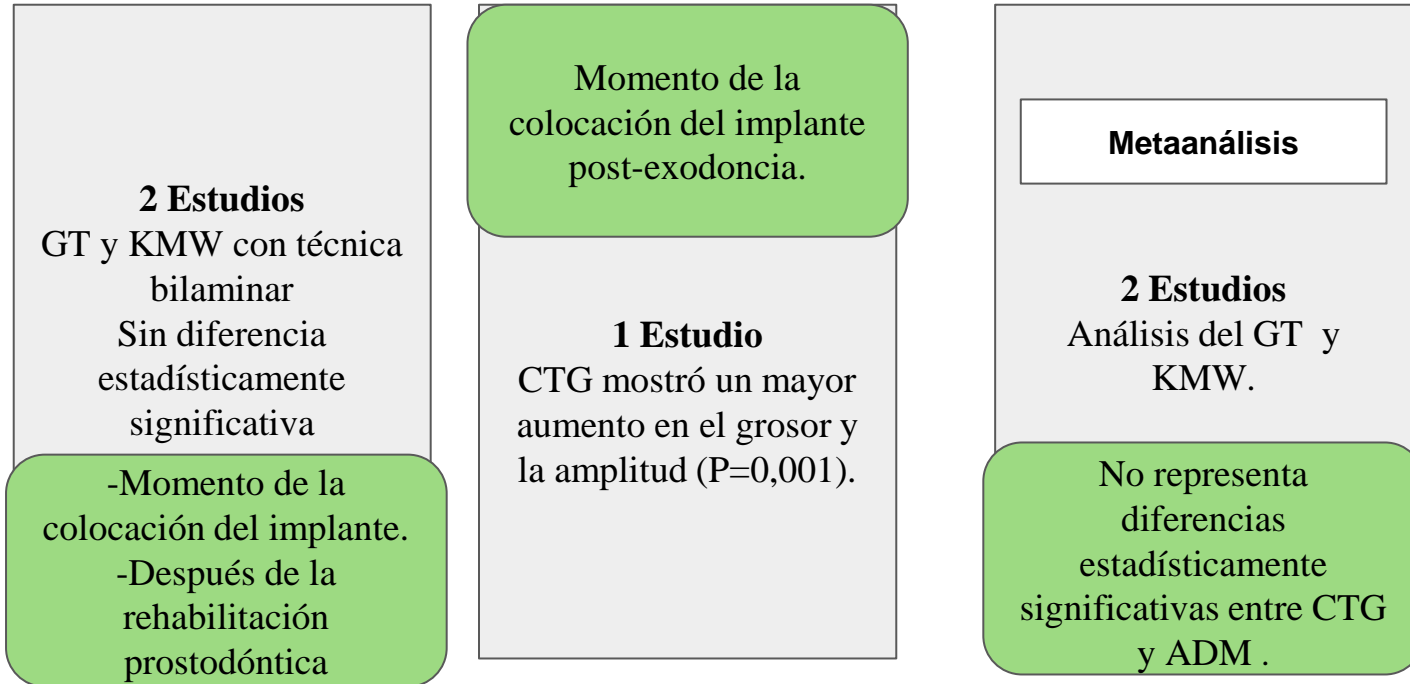 2 Estudios
GT y KMW con técnica
bilaminar
Sin diferencia
estadísticamente
significativa
-Momento de la
colocación del implante.
-Después de la
rehabilitación
prostodóntica
Momento de la
colocación del implante
post-exodoncia.
1 Estudio
CTG mostró un mayor
aumento en el grosor y
la amplitud (P=0,001).
Metaanálisis
2 Estudios
Análisis del GT y
KMW.
No representa
diferencias
estadísticamente
significativas entre CTG
y ADM .